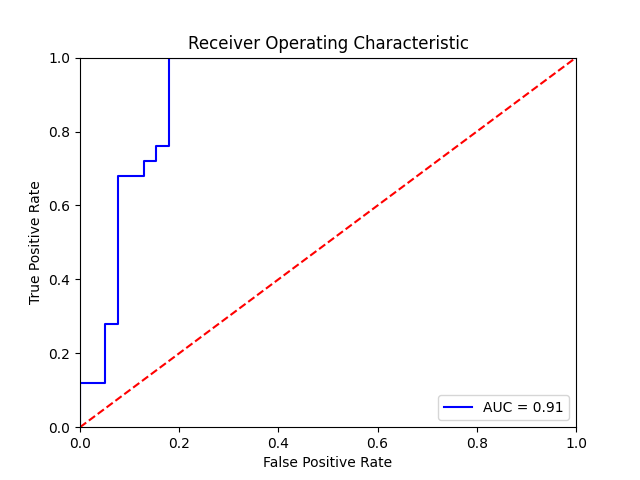 Receiver Operating Characteristic
True Positive Rate
1.0
0.8
0.6
0.4
0.2
0.0
AUC = 0.91
0.0 0.2 0.4 0.6 0.8 1.0
False Positive Rate